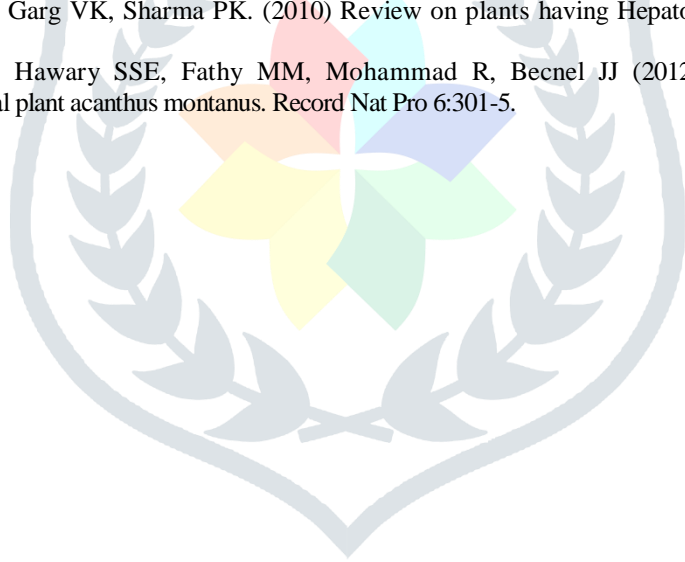 Garg VK, Sharma PK. (2010) Review on plants having Hepato
Hawary SSE, Fathy MM, Mohammad R, Becnel JJ (2012
al plant acanthus montanus. Record Nat Pro 6:301-5.